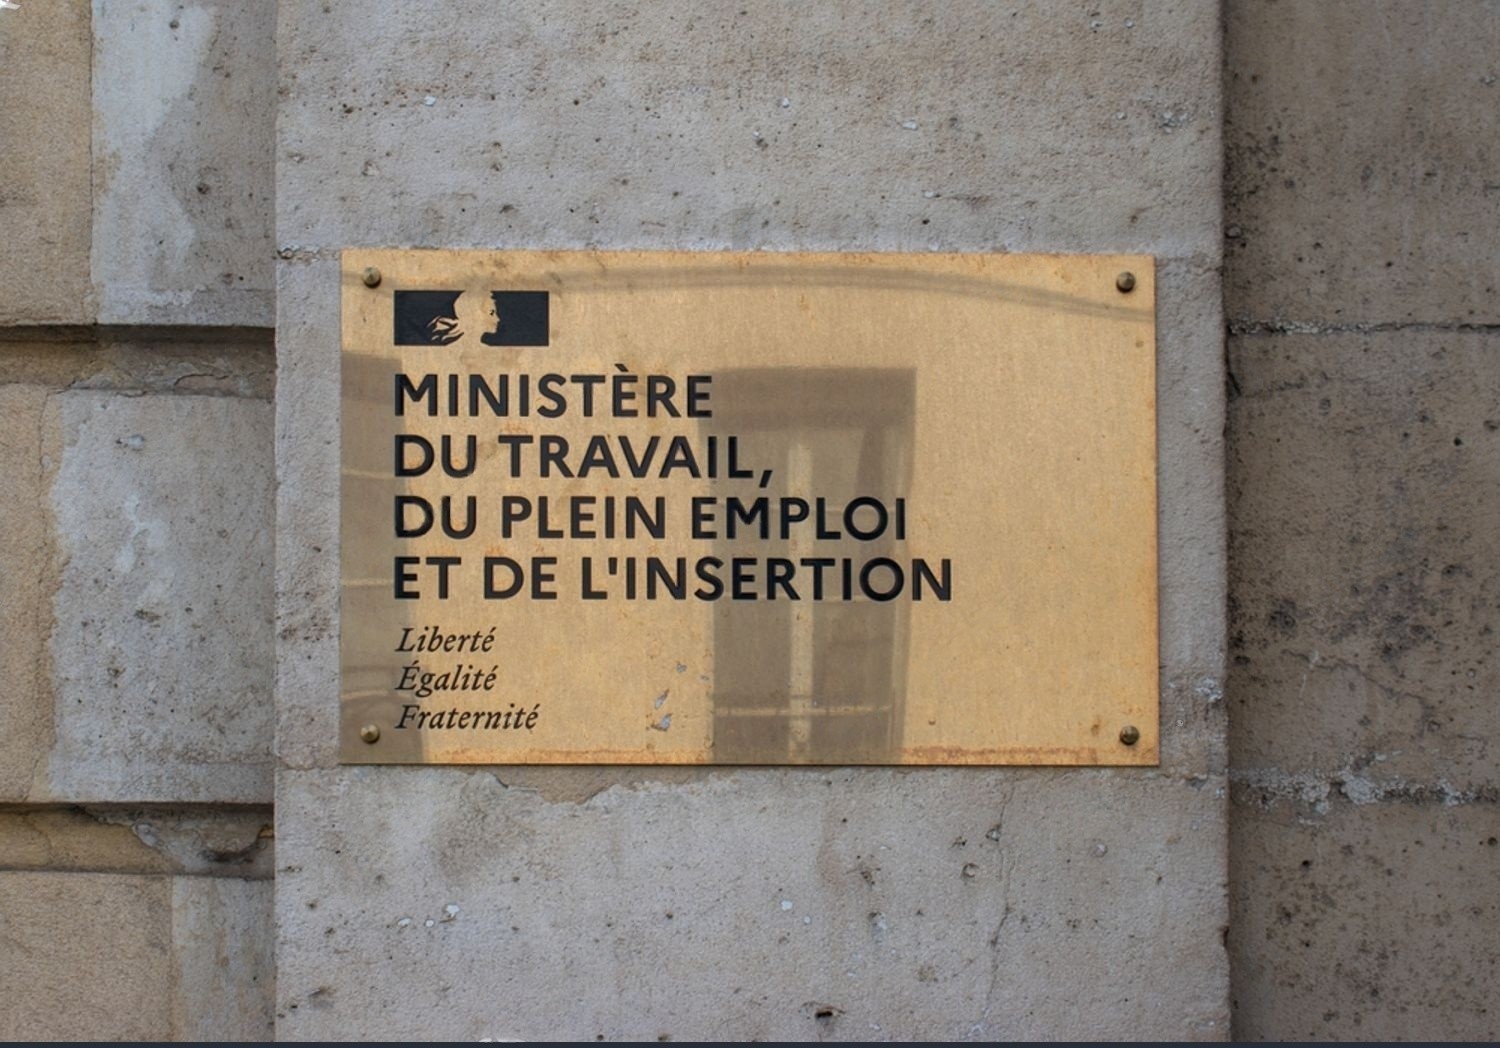 MINISTÈRE
DU TRAVAIL,
DU PLEIN EMPLOI
ET DE L'INSERTION
Liberté
Égalité
Fraternité